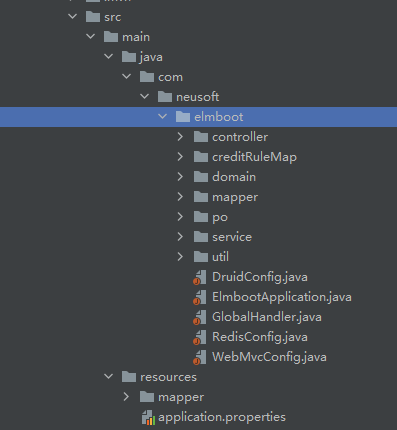 src
main
java
com
neusoft
elmboot
controller
creditRuleMap
domain
mapper
po
service
util
DruidConfig.java
ElmbootApplication.java
GlobalHandler.java
RedisConfig.java
WebMvcConfig.java
resources
mapper
application.properties